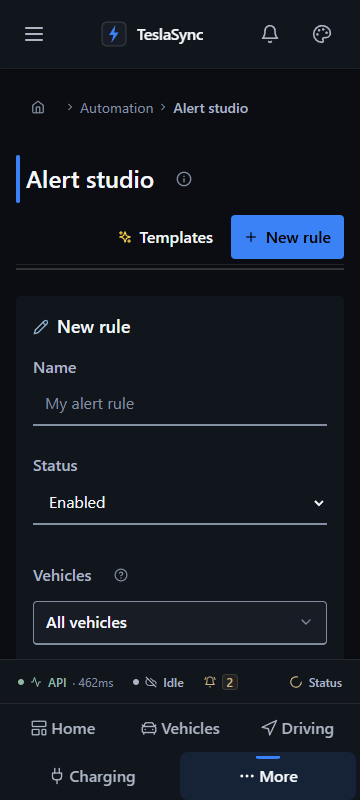 TeslaSync
Automation
Alert studio
Alert studio
Templates
New rule
New rule
Name
My alert rule
Status
Enabled
Vehicles
All vehicles
API · 462ms
Idle
2
Status
Home
Vehicles
Driving
Charging
More